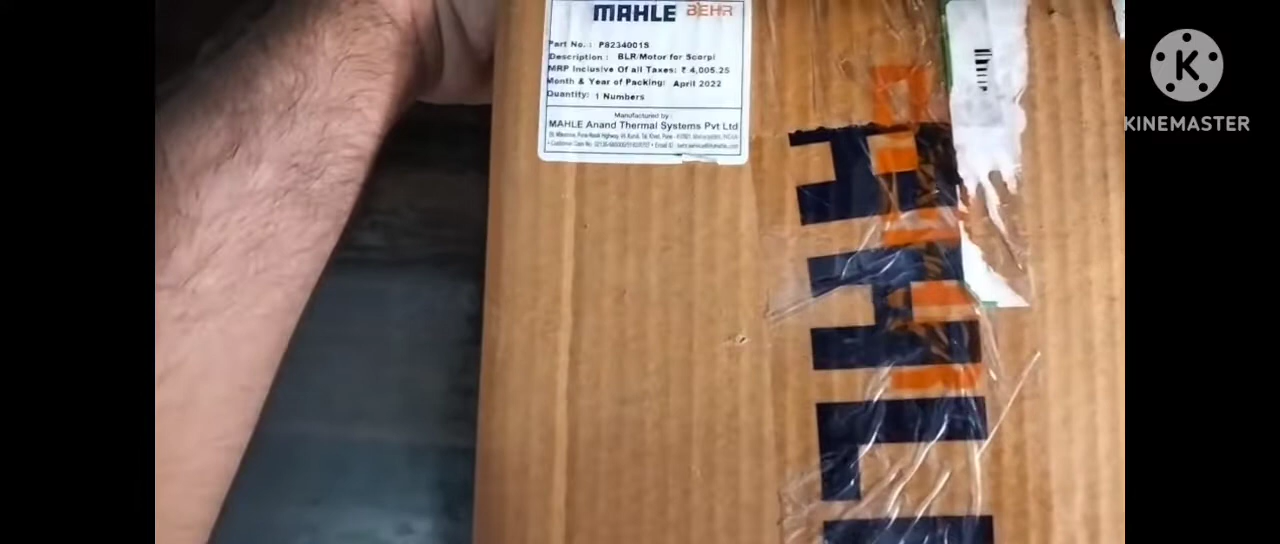 MAHLE BEHR
Part No. : P8234001S
Description : BLR/Motor for Scorpi
MRP Inclusive Of all Taxes: ₹ 4,005.25
Month & Year of Packing: April 2022
Quantity: 1 Numbers
Manufactured by :
MAHLE Anand Thermal Systems Pvt Ltd
K
KINEMASTER